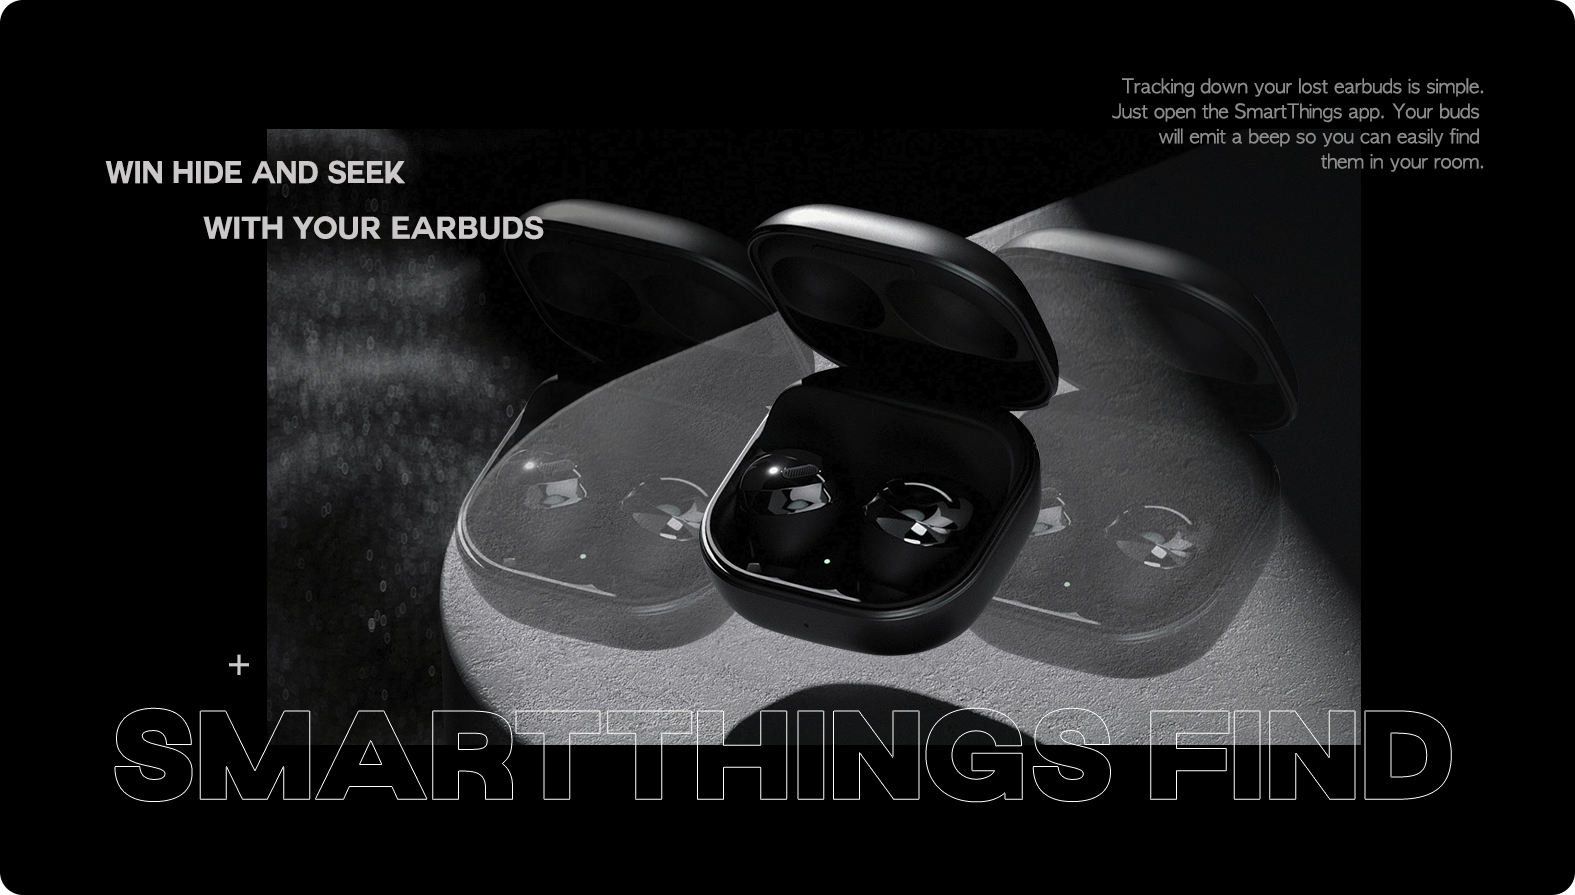 Tracking down your lost earbuds is simple.
Just open the SmartThings app. Your buds
will emit a beep so you can easily find
them in your room.
WIN HIDE AND SEEK
WITH YOUR EARBUDS
+
SMARTTHINGS FIND